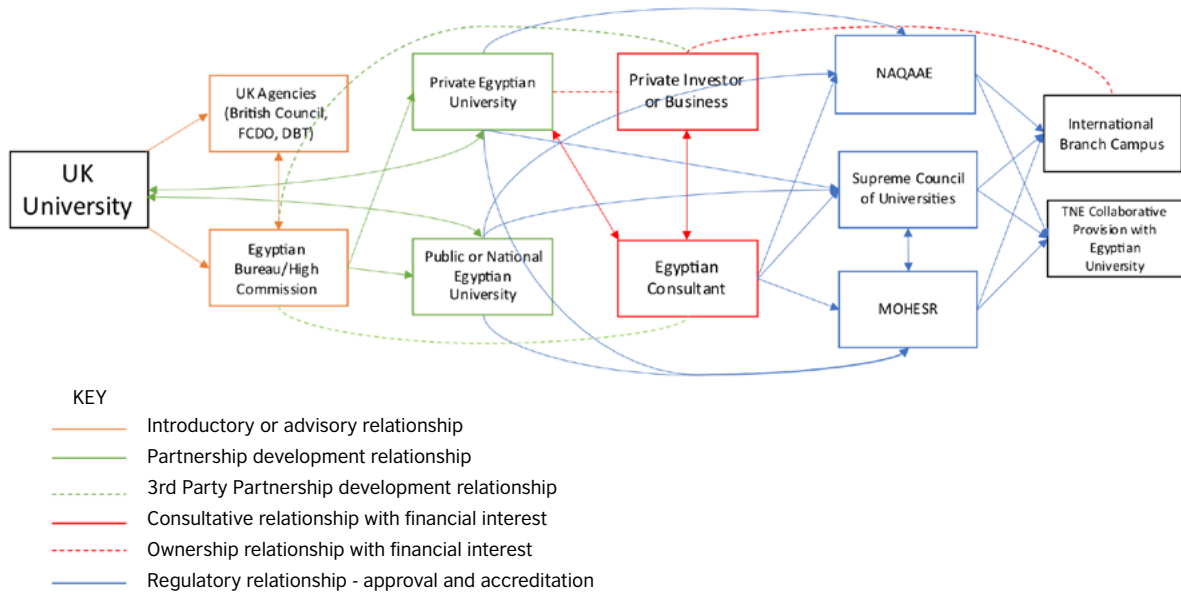 UK
University
UK Agencies
(British Council,
FCDO, DBT)
Egyptian
Bureau/High
Commission
Private Egyptian
University
Public or National
Egyptian
University
Private Investor
or Business
Egyptian
Consultant
NAQAAE
Supreme Council
of Universities
MOHESR
International
Branch Campus
TNE Collaborative
Provision with
Egyptian
University
KEY
Introductory or advisory relationship
Partnership development relationship
3rd Party Partnership development relationship
Consultative relationship with financial interest
Ownership relationship with financial interest
Regulatory relationship - approval and accreditation